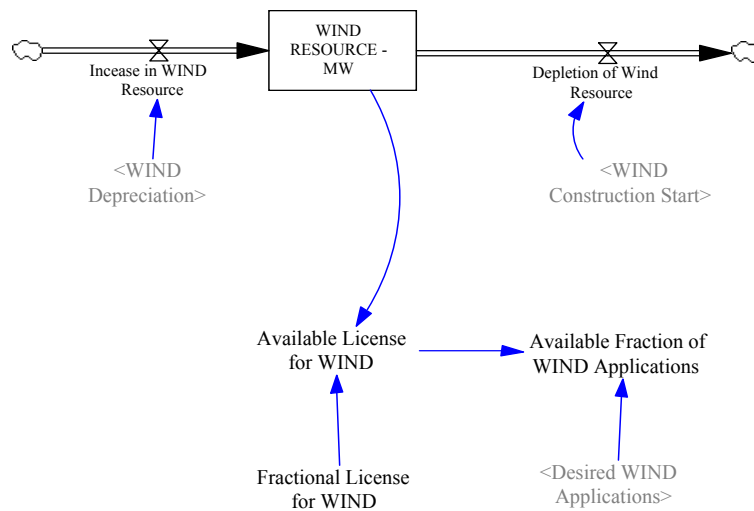 WIND
RESOURCE -
MW
Incease in WIND
Resource
Depletion of Wind
Resource
<WIND
Depreciation>
<WIND
Construction Start>
Available License
for WIND
Available Fraction of
WIND Applications
Fractional License
for WIND
<Desired WIND
Applications>